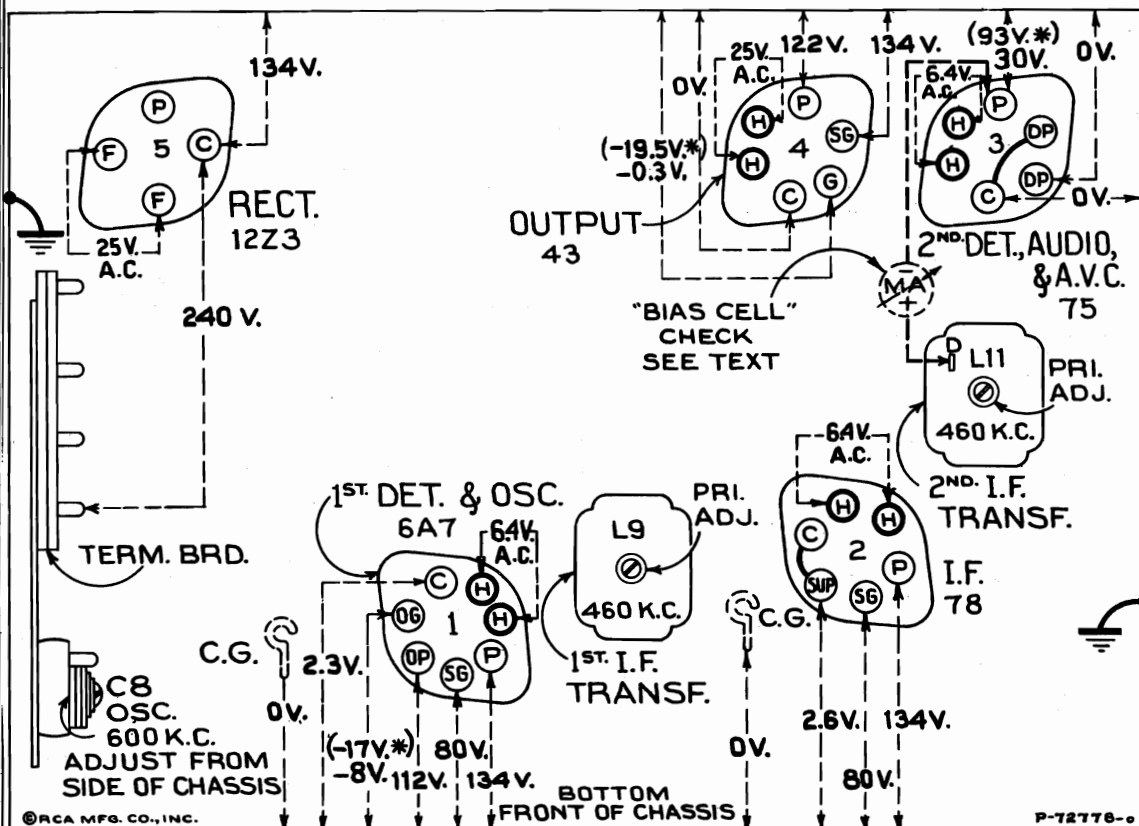 134V.
P
F
5
C
F
25V.
A.C.
RECT.
12Z3
240 V.
TERM. BRD.
C8
OSC.
600 K.C.
ADJUST FROM
SIDE OF CHASSIS
©RCA MFG. CO., INC.
0V.
25V.
A.C.
122V.
134V.
H
P
H
4
SG
C
G
(-19.5V.*)
-0.3V.
OUTPUT
43
(93V.*)
30V.
0V.
6.4V.
A.C.
H
P
H
3
DP
DP
C
0V.
2ND. DET., AUDIO,
& A.V.C.
75
"BIAS CELL"
CHECK
SEE TEXT
-
MA
+
D
L11
460 K.C.
PRI.
ADJ.
2ND. I.F.
TRANSF.
1ST. DET. & OSC.
6A7
6.4V.
A.C.
C
H
OG
1
H
OP
SG
P
C.G.
0V.
2.3V.
(-17V.*)
-8V.
112V.
80V.
134V.
L9
460 K.C.
PRI.
ADJ.
1ST. I.F.
TRANSF.
6.4V.
A.C.
H
H
C
2
P
SUP
SG
I.F.
78
C.G.
0V.
2.6V.
80V.
134V.
BOTTOM
FRONT OF CHASSIS